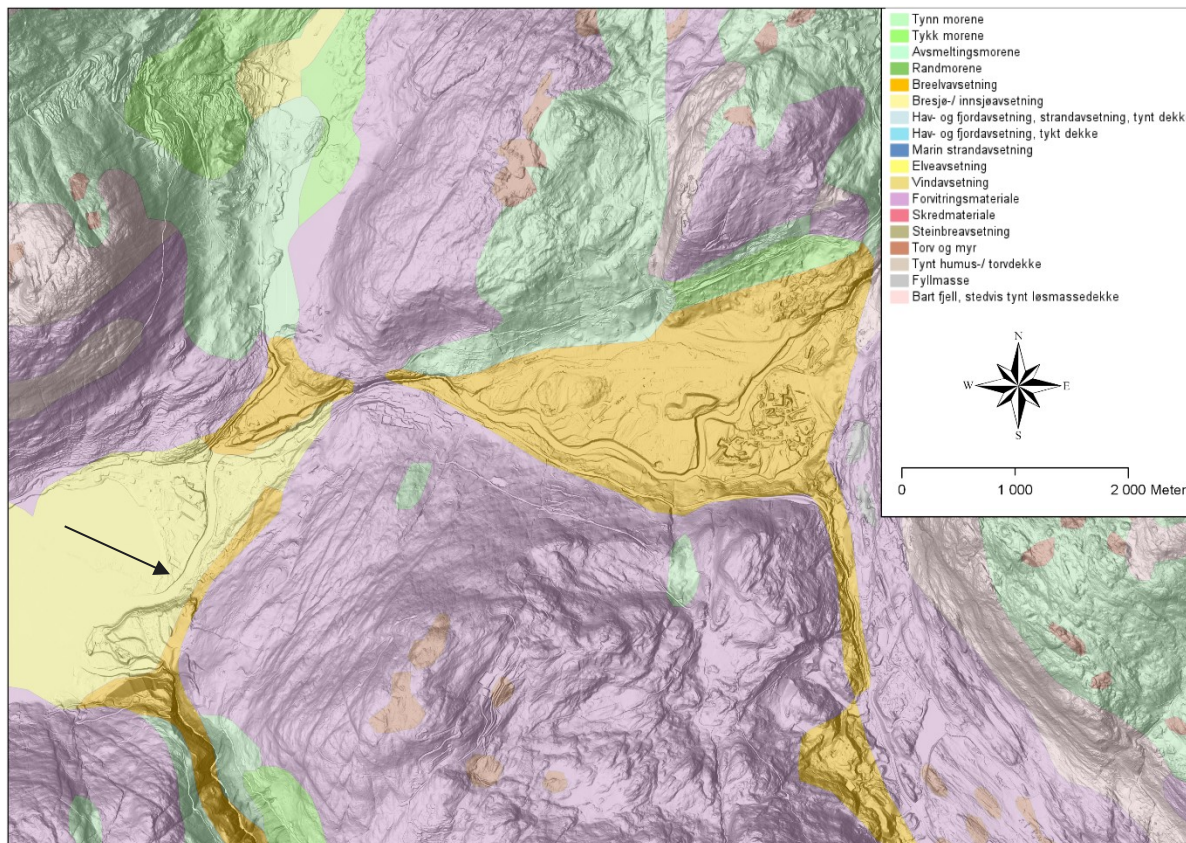 Tynn morene
Tykk morene
Avsmeltingsmorene
Randmorene
Breelvavsetning
Bresjø-/ innsjøavsetning
Hav- og fjordavsetning, strandavsetning, tynt dekk
Hav- og fjordavsetning, tykt dekke
Marin strandavsetning
Elveavsetning
Vindavsetning
Forvitringsmateriale
Skredmateriale
Steinbreavsetning
Torv og myr
Tynt humus-/ torvdekke
Fyllmasse
Bart fjell, stedvis tynt løsmassedekke
N
W E
S
0 1 000 2 000 Meter